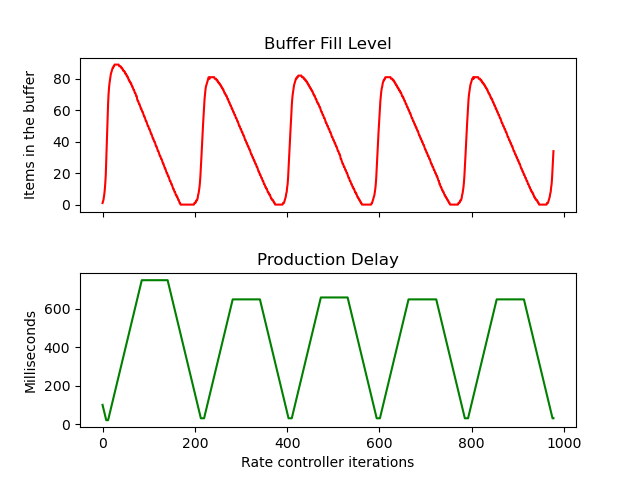 Buffer Fill Level
80
60
40
20
0
Items in the buffer
Production Delay
600
400
200
0
Milliseconds
0 200 400 600 800 1000
Rate controller iterations